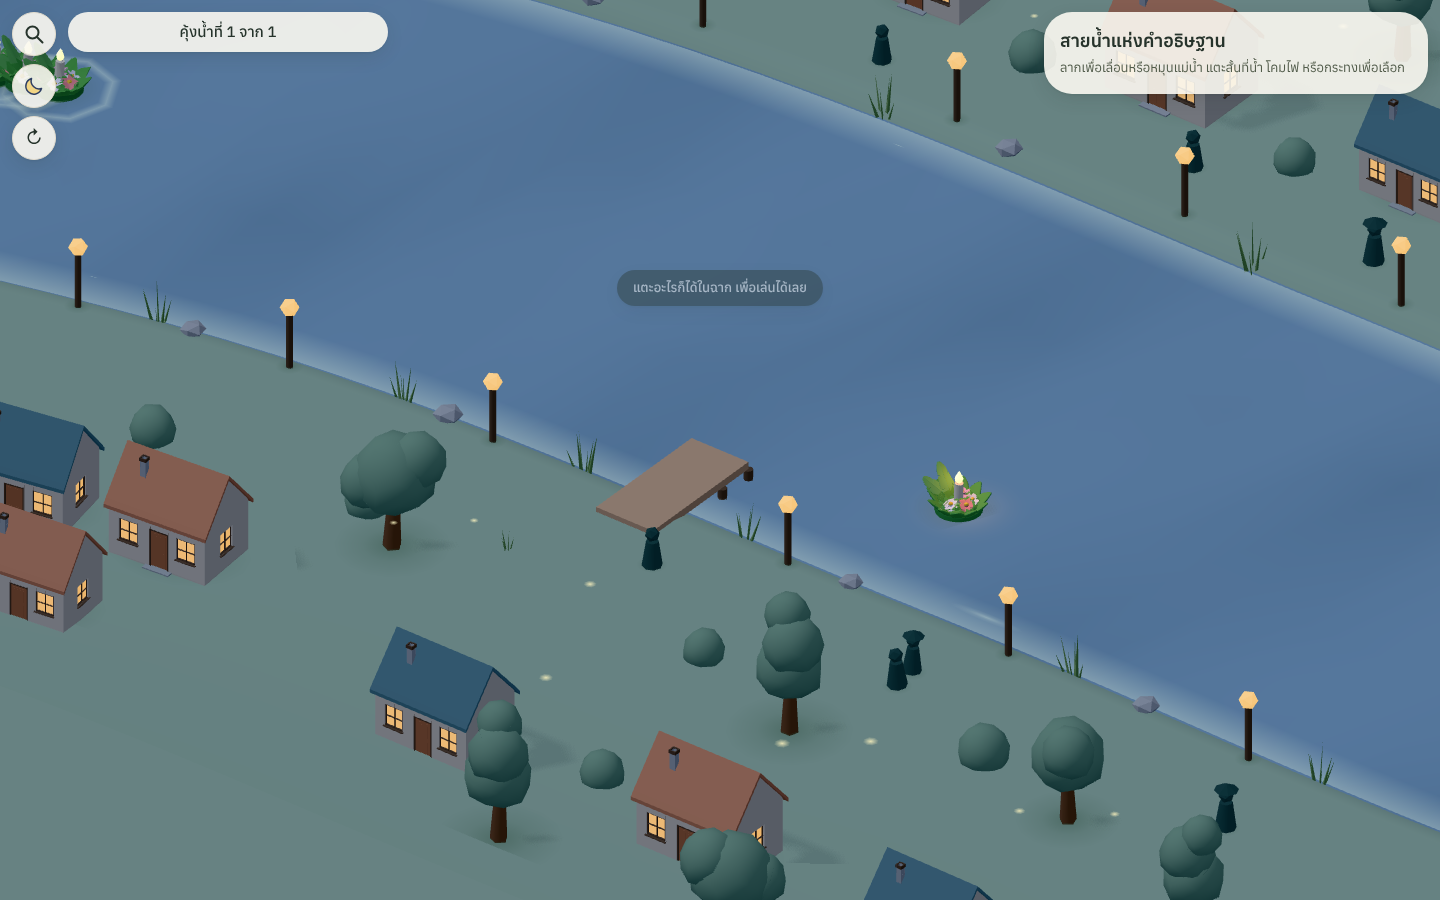 คุ้งน้ำที่ 1 จาก 1
สายน้ำแห่งคำอธิษฐาน
ลากเพื่อเลื่อนหรือหมุนแม่น้ำ แตะสั้นที่น้ำ โคมไฟ หรือกระทงเพื่อเลือก
แตะอะไรก็ได้ในฉาก เพื่อเล่นได้เลย